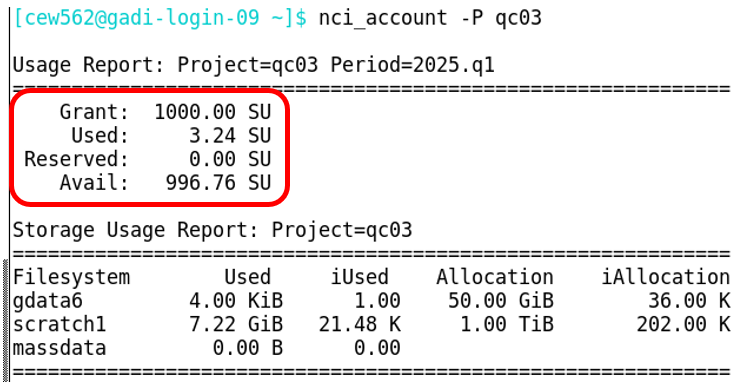 [cew562@gadi-login-09 ~]$ nci_account -P qc03
Usage Report: Project=qc03 Period=2025.q1
=============================================================
Grant: 1000.00 SU
Used: 3.24 SU
Reserved: 0.00 SU
Avail: 996.76 SU
Storage Usage Report: Project=qc03
=============================================================
Filesystem Used iUsed Allocation iAllocation
gdata6 4.00 KiB 1.00 50.00 GiB 36.00 K
scratch1 7.22 GiB 21.48 K 1.00 TiB 202.00 K
massdata 0.00 B 0.00
=============================================================